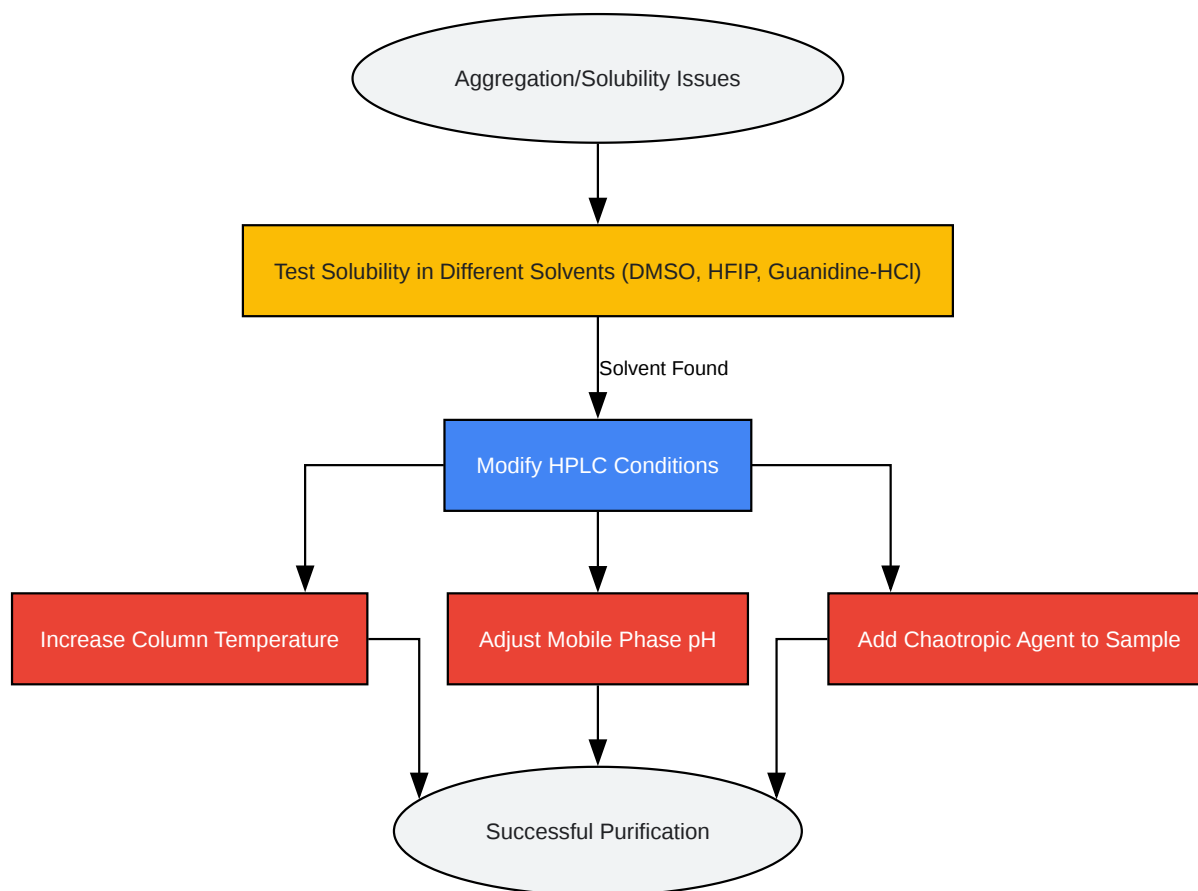 Aggregation/Solubility Issues
Test Solubility in Different Solvents (DMSO, HFIP, Guanidine-HCl)
Solvent Found
Modify HPLC Conditions
Increase Column Temperature
Adjust Mobile Phase pH
Add Chaotropic Agent to Sample
Successful Purification